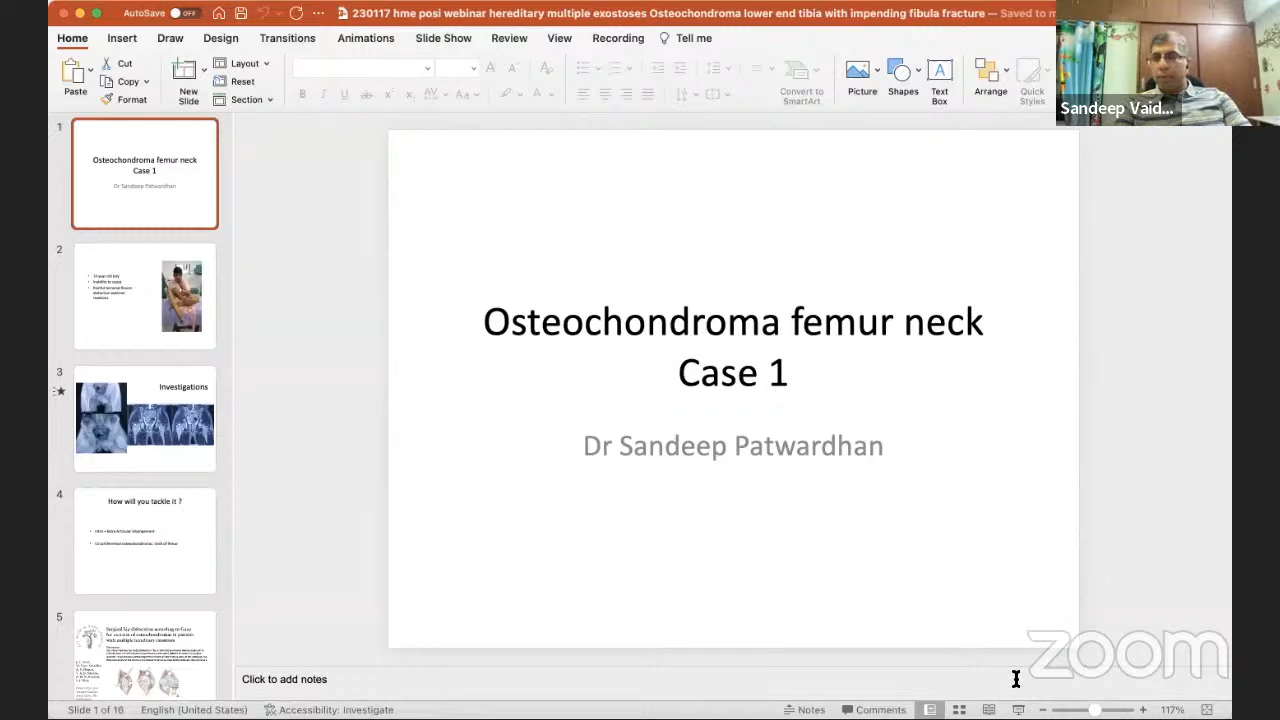 AutoSave OFF
230117 hme posi webinar hereditary multiple exostoses Osteochondroma lower end tibia with impending fibula fracture — Saved to m
Home Insert Draw Design Transitions Animations Slide Show Review View Recording Tell me
Paste
Cut
Copy
Format
New Slide
Layout
Reset
Section
Convert to SmartArt
Picture
Shapes
Text Box
Arrange
Quick Styles
Sandeep Vaid...
1
Osteochondroma femur neck
Case 1
Dr Sandeep Patwardhan
2
3
Investigations
4
How will you tackle it ?
5
Osteochondroma femur neck
Case 1
Dr Sandeep Patwardhan
Click to add notes
zoom
Slide 1 of 16 English (United States) Accessibility: Investigate Notes Comments 117%